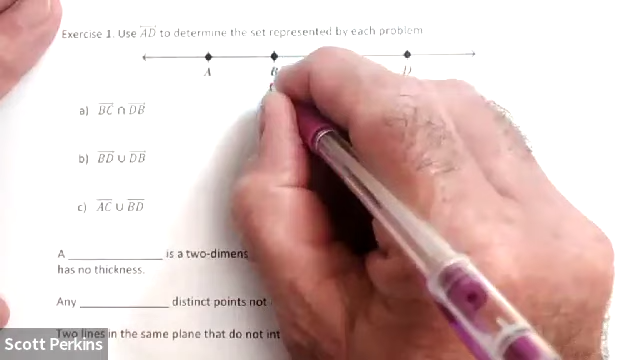 Exercise 1. Use AD to determine the set represented by each problem
A B D
a) BC ∩ DB
b) BD ∪ DB
c) AC ∪ BD
A ____________ is a two-dimens
has no thickness.
Any ____________ distinct points not
Two lines in the same plane that do not int
Scott Perkins